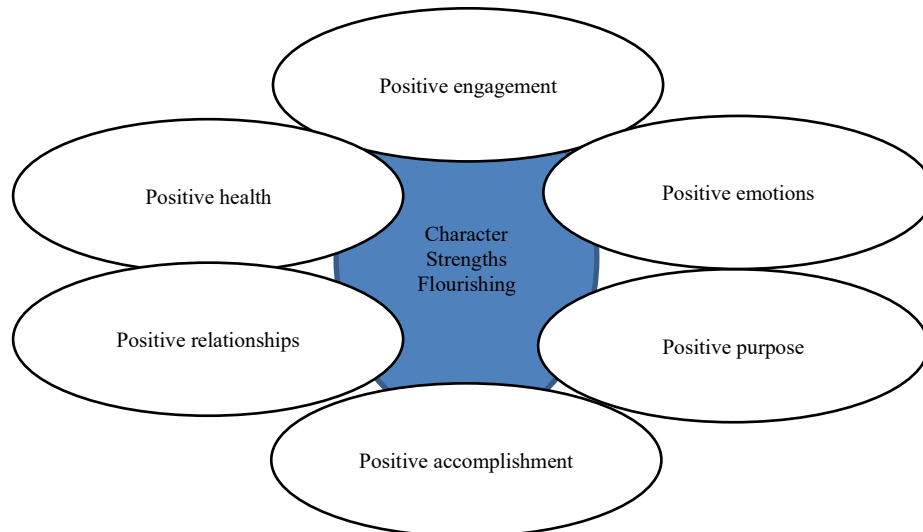 Positive engagement
Positive health
Positive emotions
Character
Strengths
Flourishing
Positive relationships
Positive purpose
Positive accomplishment